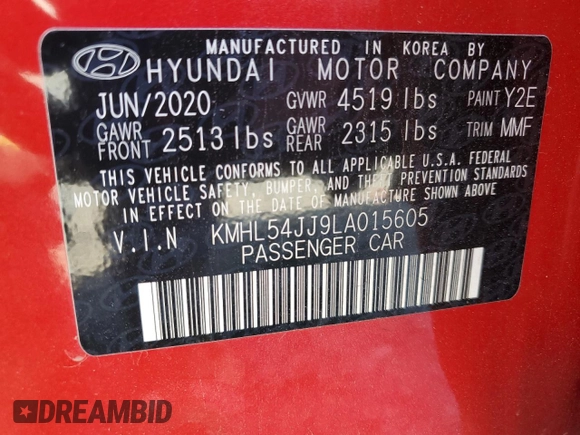 MANUFACTURED IN KOREA BY
HYUNDAI MOTOR COMPANY
JUN/2020 GVWR 4519 lbs PAINT Y2E
GAWR FRONT 2513 lbs GAWR REAR 2315 lbs TRIM MMF
THIS VEHICLE CONFORMS TO ALL APPLICABLE U.S.A. FEDERAL
MOTOR VEHICLE SAFETY, BUMPER, AND THEFT PREVENTION STANDARDS
IN EFFECT ON THE DATE OF MANUFACTURE SHOWN ABOVE
V.I.N KMHL54JJ9LA015605
PASSENGER CAR
DREAMBID